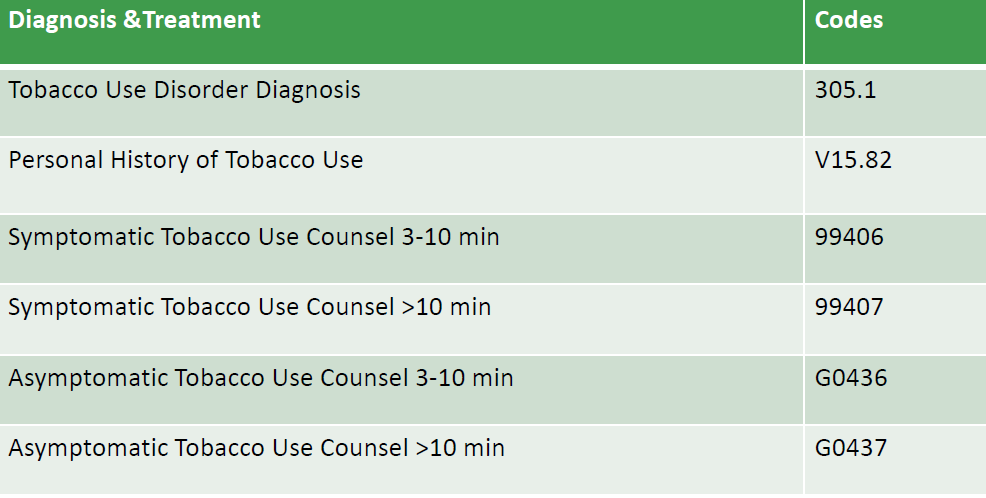 Diagnosis &Treatment Codes
Tobacco Use Disorder Diagnosis 305.1
Personal History of Tobacco Use V15.82
Symptomatic Tobacco Use Counsel 3-10 min 99406
Symptomatic Tobacco Use Counsel >10 min 99407
Asymptomatic Tobacco Use Counsel 3-10 min G0436
Asymptomatic Tobacco Use Counsel >10 min G0437